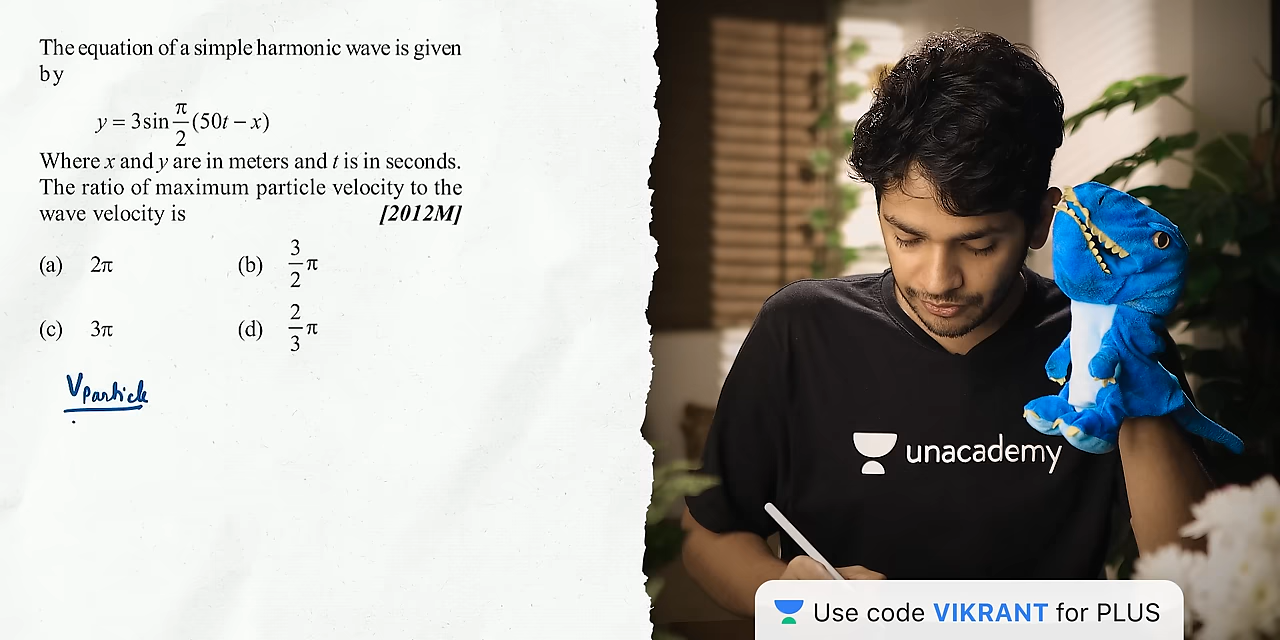 The equation of a simple harmonic wave is given
by
y = 3 sin π/2 (50t – x)
Where x and y are in meters and t is in seconds.
The ratio of maximum particle velocity to the
wave velocity is [2012M]
(a) 2π (b) 3/2 π
(c) 3π (d) 2/3 π
Vparticle
unacademy
Use code VIKRANT for PLUS